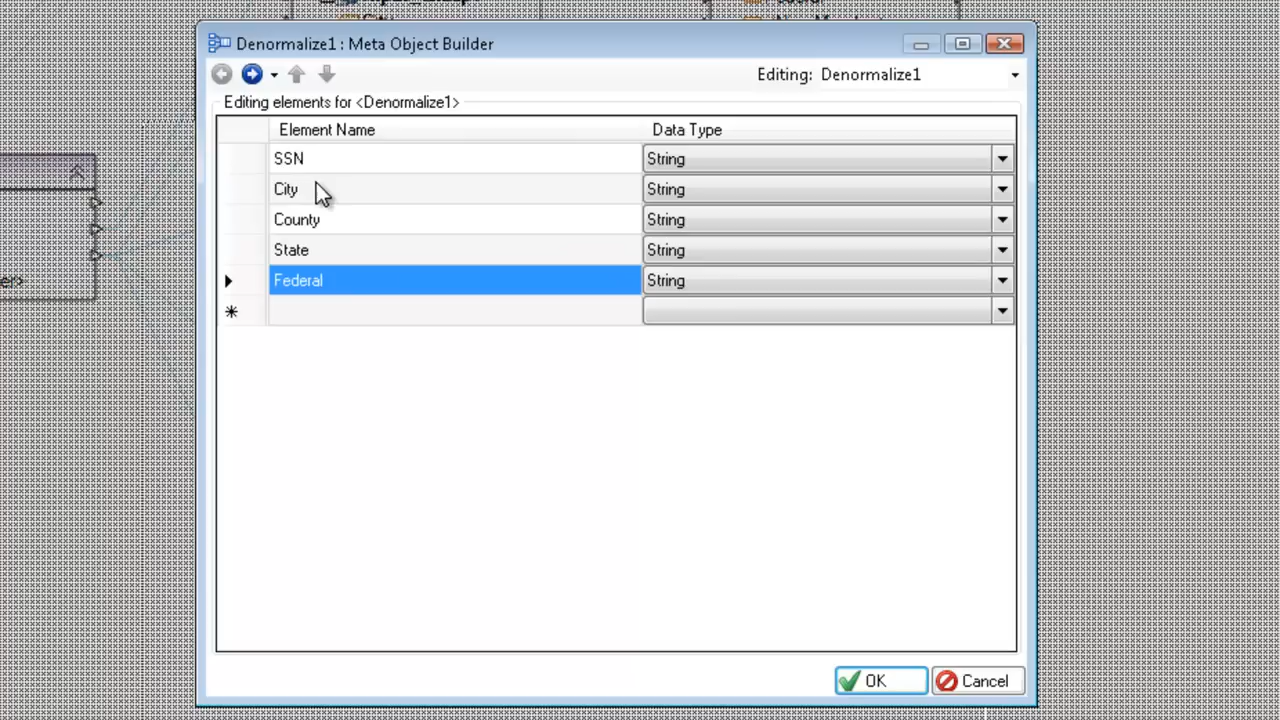 Denormalize1 : Meta Object Builder
Editing: Denormalize1
Editing elements for <Denormalize1>
Element Name Data Type
SSN String
City String
County String
State String
Federal String
OK Cancel